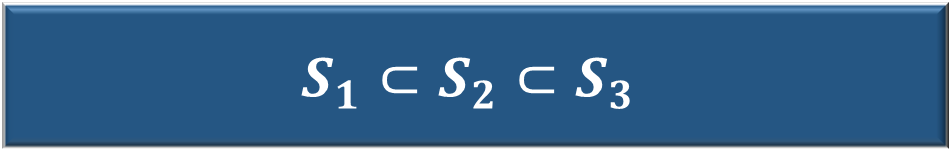 S₁ ⊂ S₂ ⊂ S₃